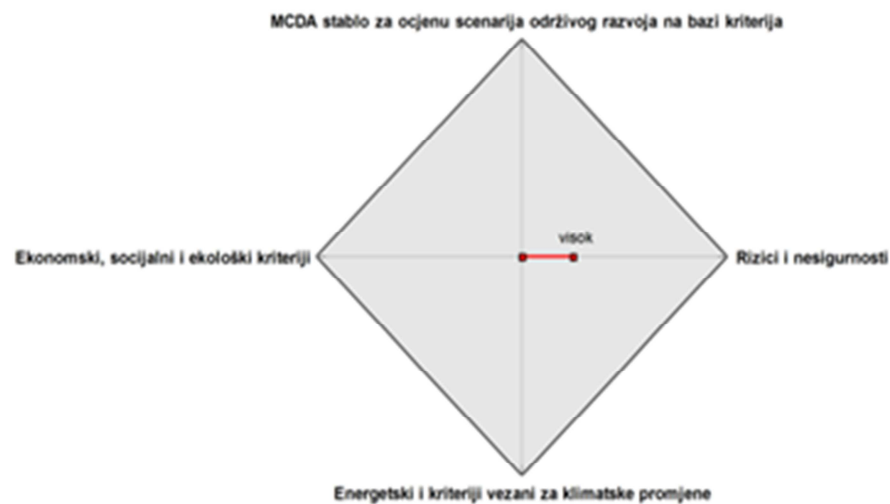 MCDA stablo za ocjenu scenarija održivog razvoja na bazi kriterija
visok
Ekonomski, socijalni i ekološki kriteriji
Rizici i nesigurnosti
Energetski i kriteriji vezani za klimatske promjene